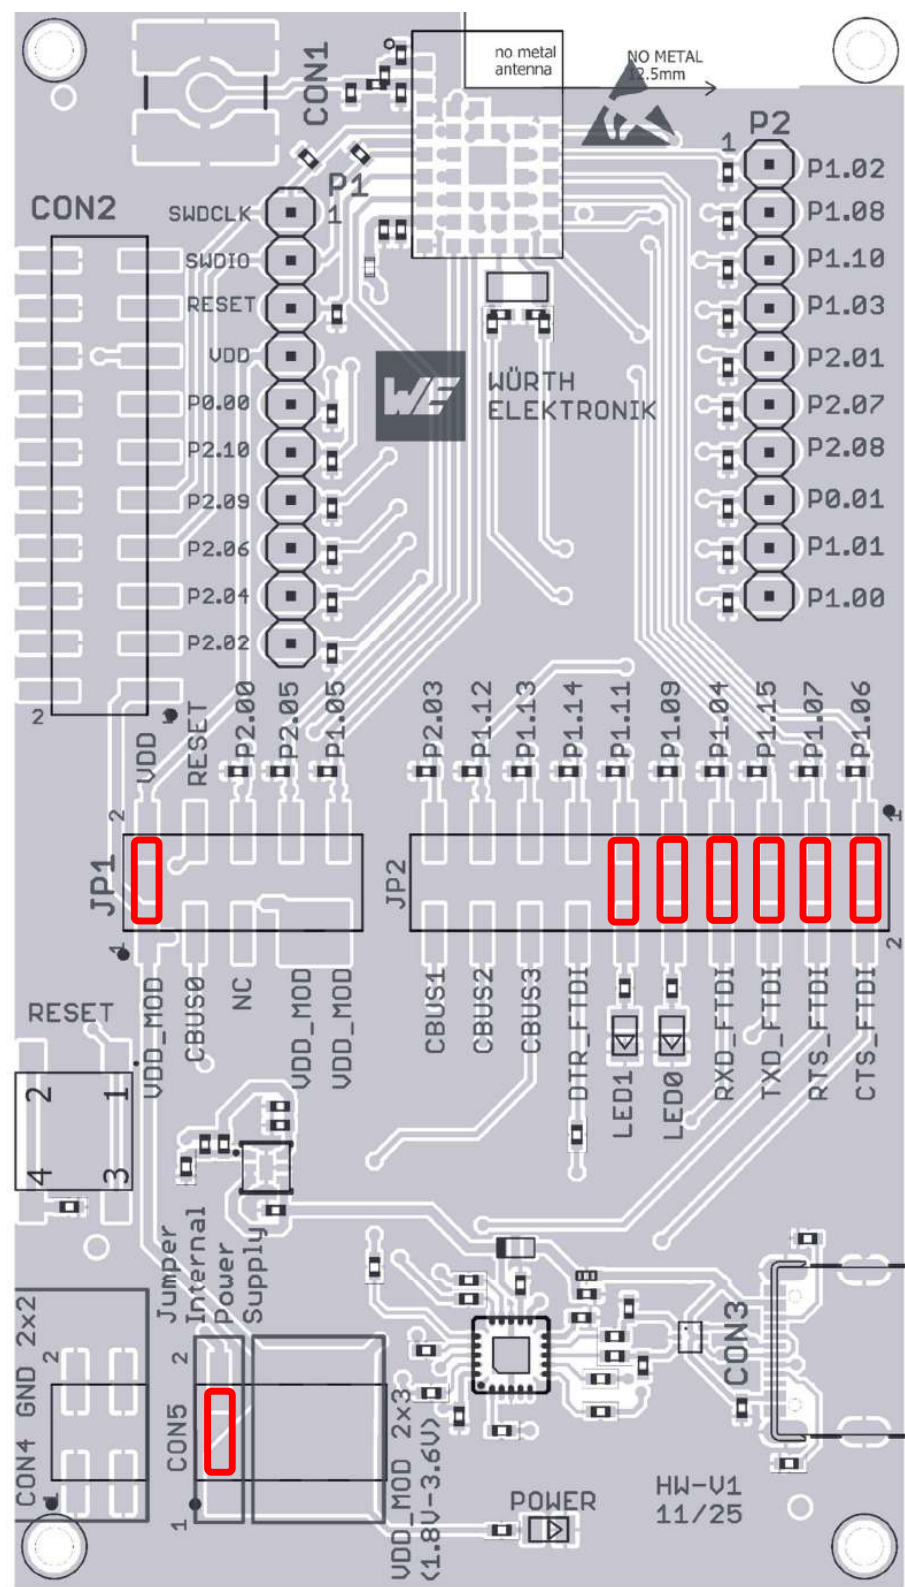 no metal
antenna
NO METAL
12.5mm
CON1
P2
1
P1.02
P1.08
P1.10
P1.03
P2.01
P2.07
P2.08
P0.01
P1.01
P1.00
CON2
P1
1
SWDCLK
SWDIO
RESET
VDD
P0.00
P2.10
P2.09
P2.06
P2.04
P2.02
2
1
WE
WÜRTH
ELEKTRONIK
VDD
RESET
P2.00
P2.05
P1.05
P2.03
P1.12
P1.13
P1.14
P1.11
P1.09
P1.04
P1.15
P1.07
P1.06
2
JP1
1
JP2
1
2
VDD_MOD
CBUS0
NC
VDD_MOD
VDD_MOD
CBUS1
CBUS2
CBUS3
DTR_FTDI
LED1
LED0
RXD_FTDI
TXD_FTDI
RTS_FTDI
CTS_FTDI
RESET
2
1
4
3
Jumper
Internal
Power
Supply
CON4 GND 2x2
2
1
CON5
2
1
VDD_MOD 2x3
(1.8V-3.6V)
CON3
POWER
HW-V1
11/25